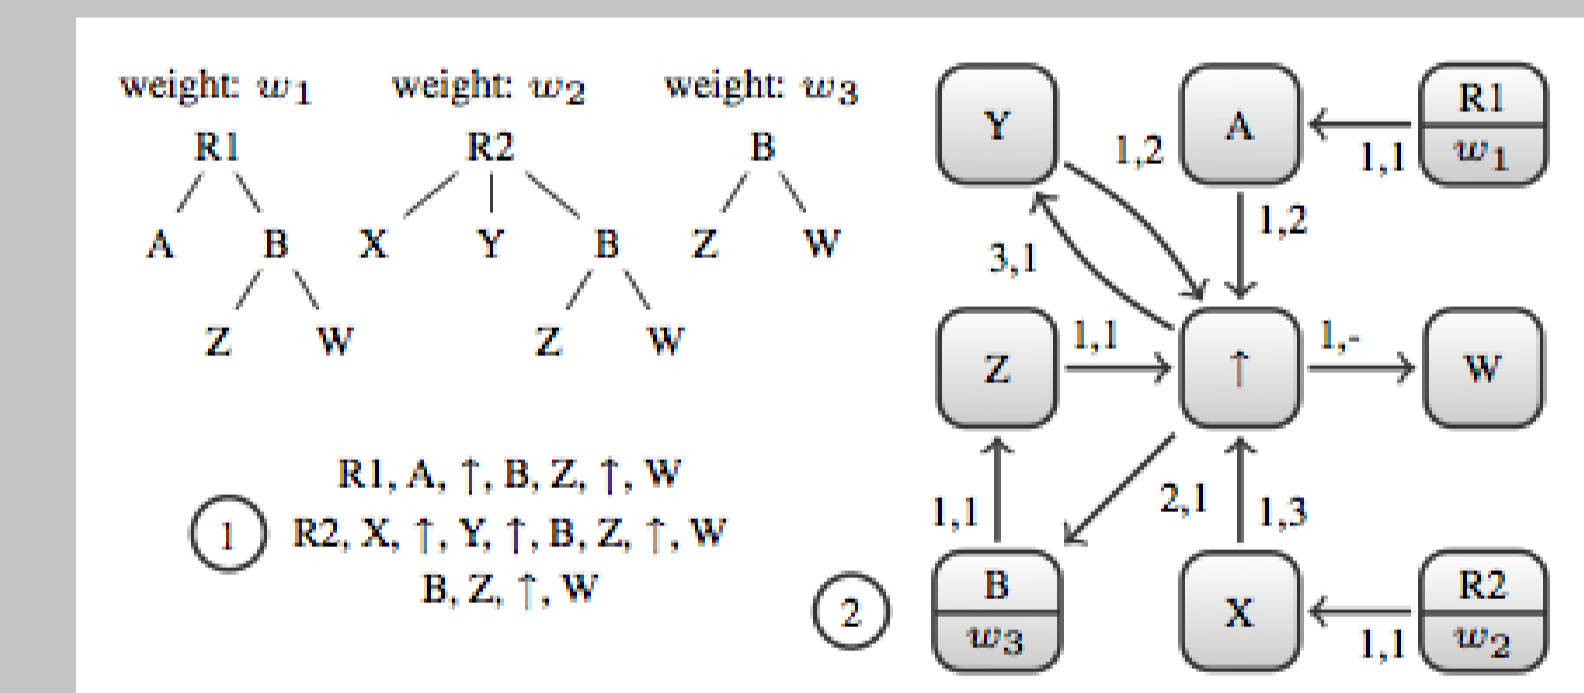 weight: w1 weight: w2 weight: w3
R1 R2 B
A B X Y B Z W
Z W Z W
R1, A, ↑, B, Z, ↑, W
1 R2, X, ↑, Y, ↑, B, Z, ↑, W
B, Z, ↑, W
Y 1,2 A 1,1 R1
w1
3,1 1,2
Z 1,1 ↑ 1,- W
1,1 2,1 1,3
2 B X 1,1 R2
w3 w2